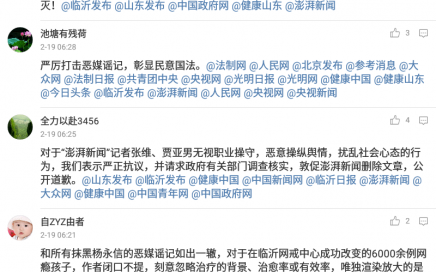 灭！@临沂发布 @山东发布 @中国政府网 @健康山东 @澎湃新闻
池塘有残荷
3
2-19 06:28
严厉打击恶媒谣记，彰显民意国法。@法制网 @人民网 @北京发布 @参考消息 @大
众网 @法制日报 @共青团中央 @央视网 @光明日报 @光明网 @健康中国 @健康山东
@今日头条 @临沂发布 @澎湃新闻 @人民网 @央视网 @央视新闻
全力以赴3456
4
2-19 06:25
对于“澎湃新闻”记者张维、贾亚男无视职业操守，恶意操纵舆情，扰乱社会心态的行
为，我们表示严正抗议，并请求政府有关部门调查核实，敦促澎湃新闻删除文章，公
开道歉。@山东发布 @临沂发布 @健康中国 @中国新闻网 @临沂日报 @澎湃新闻 @
大众网 @健康中国 @中国青年网 @中国政府网
自ZYZ由者
2
2-19 06:21
和所有抹黑杨永信的恶媒谣记如出一辙，对于在临沂网戒中心成功改变的6000余例网
瘾孩子，作者闭口不提，刻意忽略治疗的背景、治愈率或有效率，唯独渲染放大的是